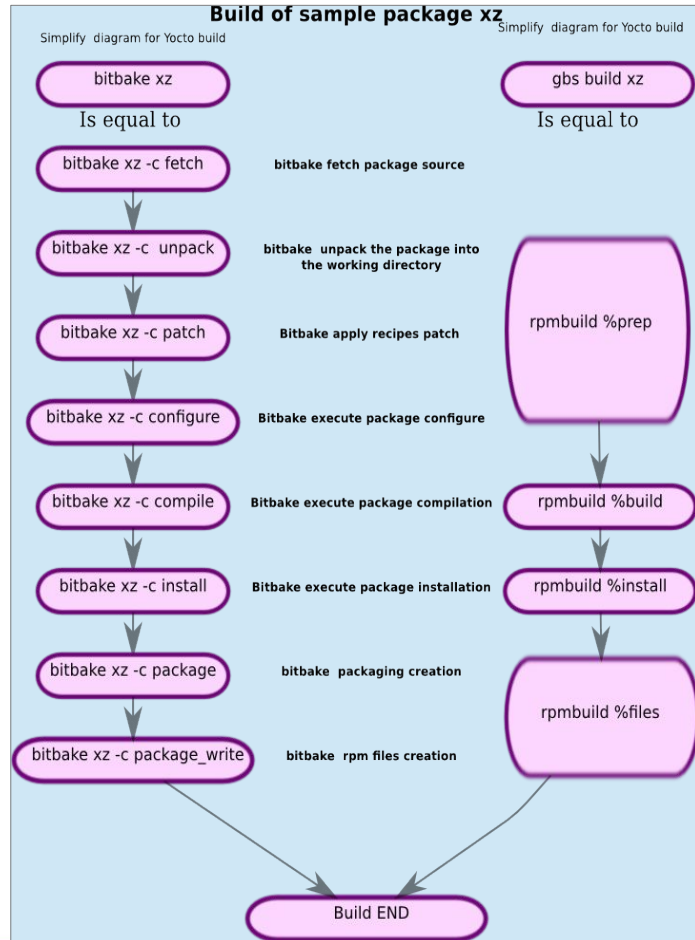 Build of sample package xz
Simplify diagram for Yocto build
Simplify diagram for Yocto build
bitbake xz
gbs build xz
Is equal to
Is equal to
bitbake xz -c fetch
bitbake fetch package source
bitbake xz -c unpack
bitbake unpack the package into
the working directory
bitbake xz -c patch
Bitbake apply recipes patch
rpmbuild %prep
bitbake xz -c configure
Bitbake execute package configure
bitbake xz -c compile
Bitbake execute package compilation
rpmbuild %build
bitbake xz -c install
Bitbake execute package installation
rpmbuild %install
bitbake xz -c package
bitbake packaging creation
rpmbuild %files
bitbake xz -c package_write
bitbake rpm files creation
Build END